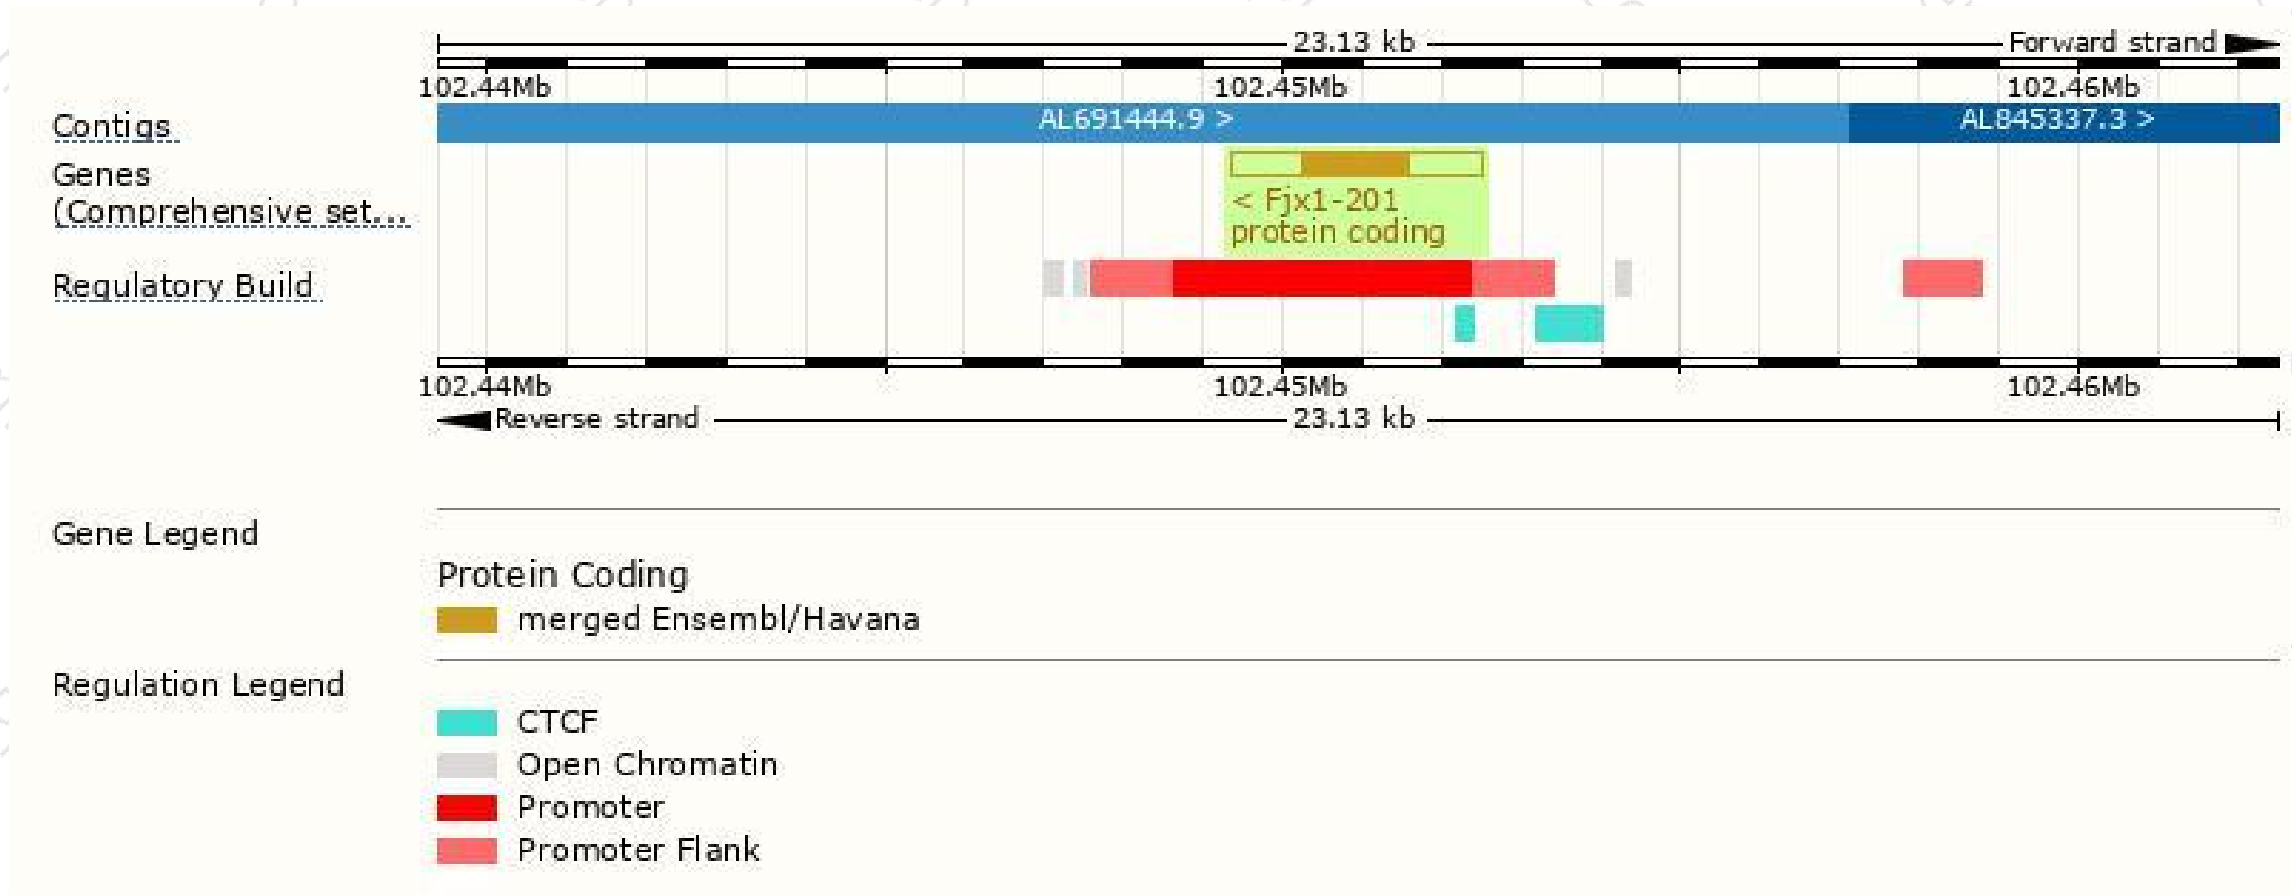 23.13 kb Forward strand
102.44Mb 102.45Mb 102.46Mb
Contigs AL691444.9 > AL845337.3 >
Genes
(Comprehensive set...
< Fjx1-201
protein coding
Regulatory Build
102.44Mb 102.45Mb 102.46Mb
Reverse strand 23.13 kb
Gene Legend
Protein Coding
merged Ensembl/Havana
Regulation Legend
CTCF
Open Chromatin
Promoter
Promoter Flank